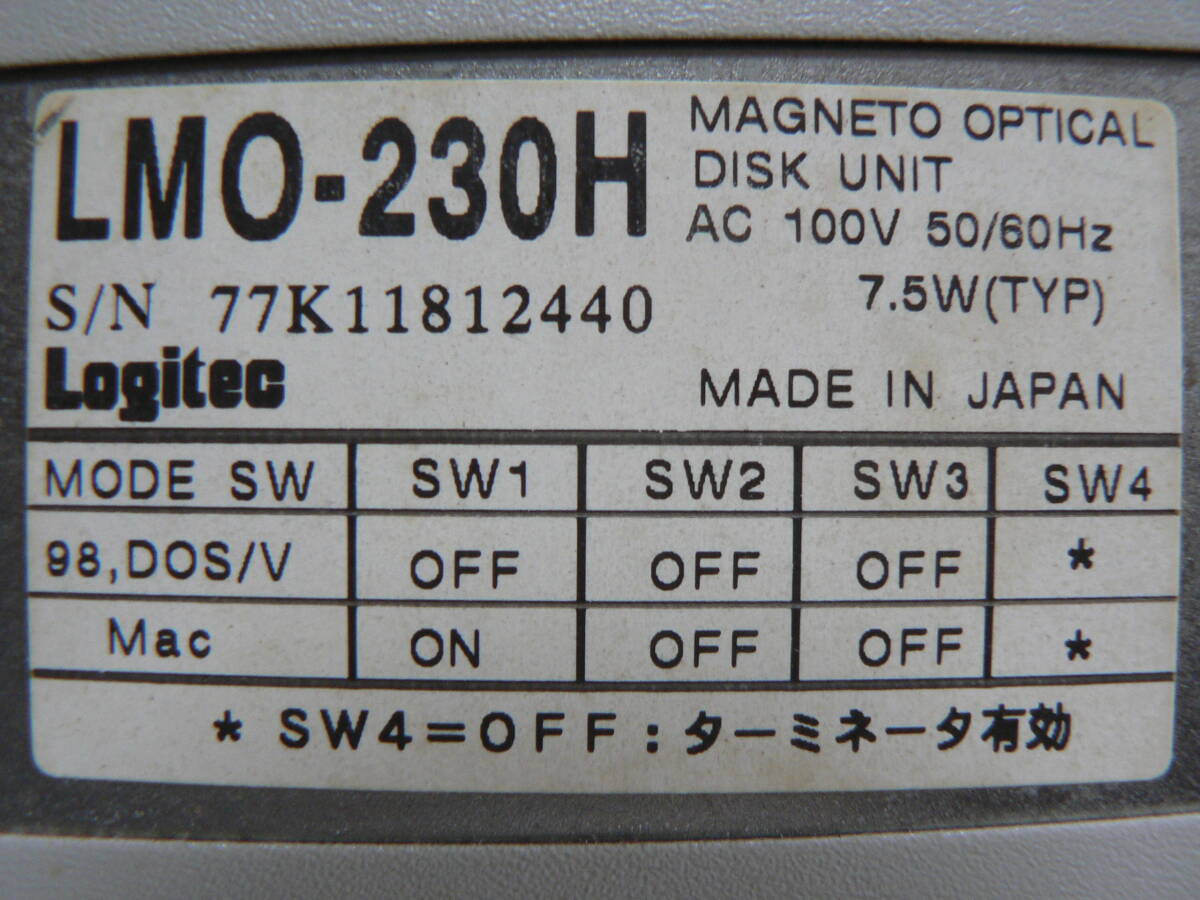 LMO-230H
MAGNETO OPTICAL
DISK UNIT
AC 100V 50/60Hz
7.5W(TYP)
S/N 77K11812440
Logitec
MADE IN JAPAN
MODE SW SW1 SW2 SW3 SW4
98,DOS/V OFF OFF OFF *
Mac ON OFF OFF *
* SW4=OFF:ターミネータ有効